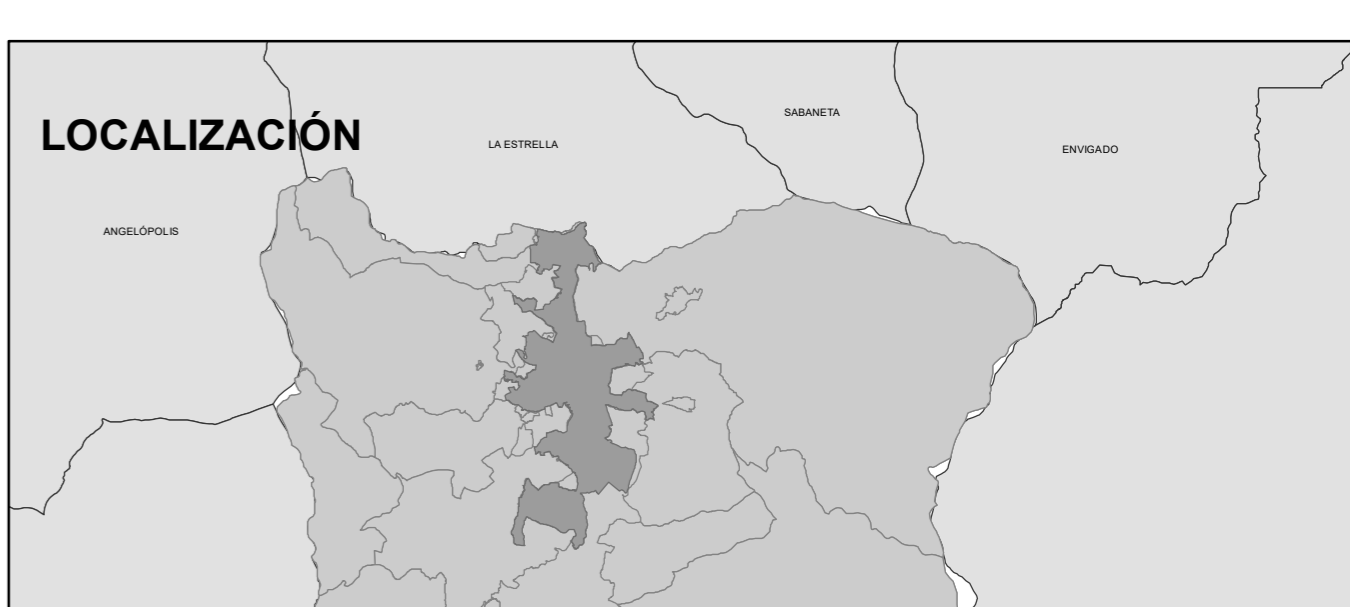 LOCALIZACIÓN
SABANETA
LA ESTRELLA
ENVIGADO
ANGELÓPOLIS